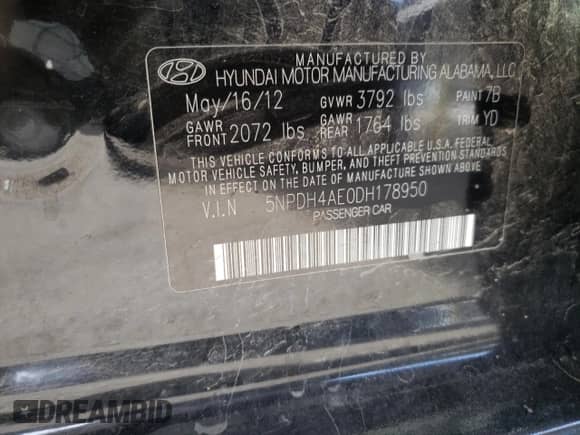 MANUFACTURED BY
HYUNDAI MOTOR MANUFACTURING ALABAMA, LLC
May/16/12 GVWR 3792 lbs PAINT 7B
GAWR FRONT 2072 lbs GAWR REAR 1764 lbs TRIM YD
THIS VEHICLE CONFORMS TO ALL APPLICABLE U.S.A. FEDERAL
MOTOR VEHICLE SAFETY, BUMPER, AND THEFT PREVENTION STANDARDS
IN EFFECT ON THE DATE OF MANUFACTURE SHOWN ABOVE
V.I.N 5NPDH4AE0DH178950
PASSENGER CAR
DREAMBID